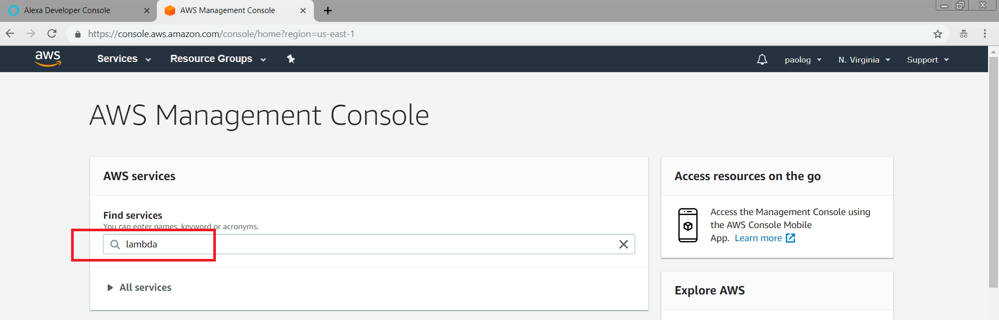 Alexa Developer Console
AWS Management Console
https://console.aws.amazon.com/console/home?region=us-east-1
aws
Services
Resource Groups
paolog
N. Virginia
Support
AWS Management Console
AWS services
Find services
You can enter names, keyword or acronyms.
lambda
All services
Access resources on the go
Access the Management Console using
the AWS Console Mobile
App. Learn more
Explore AWS